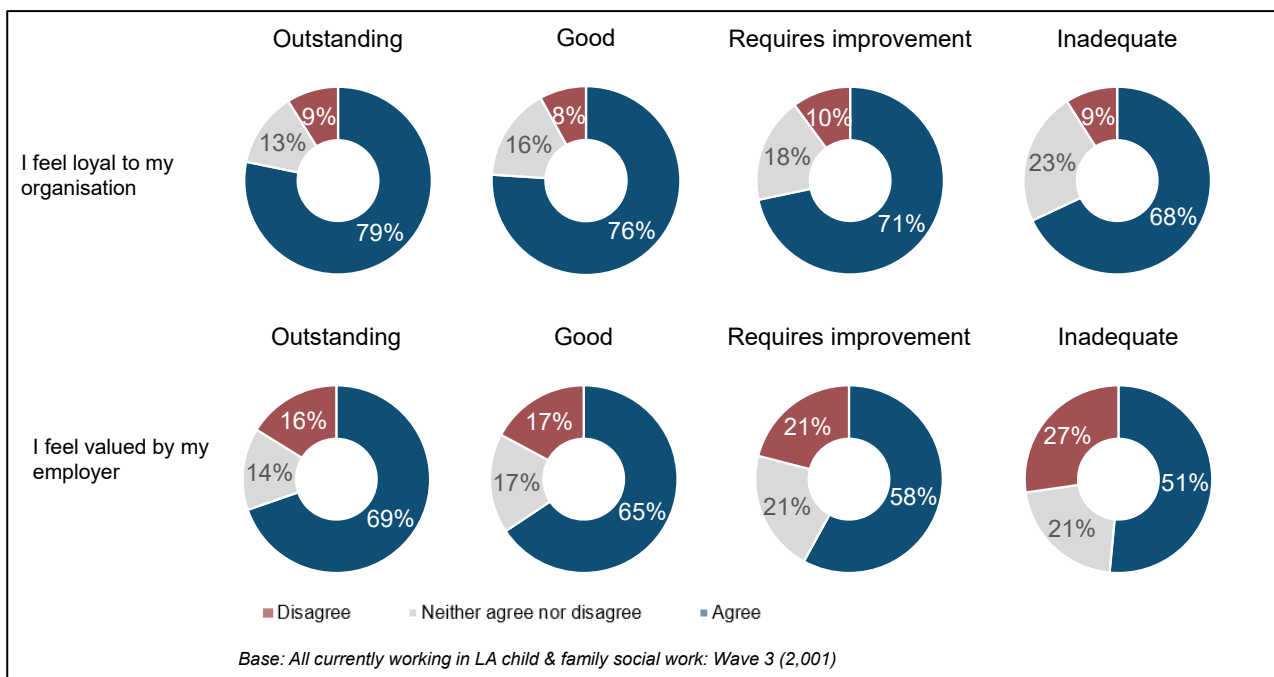 Outstanding
Good
Requires improvement
Inadequate
I feel loyal to my
organisation
9%
13%
79%
8%
16%
76%
10%
18%
71%
9%
23%
68%
Outstanding
Good
Requires improvement
Inadequate
I feel valued by my
employer
16%
14%
69%
17%
17%
65%
21%
21%
58%
27%
21%
51%
Disagree
Neither agree nor disagree
Agree
Base: All currently working in LA child & family social work: Wave 3 (2,001)